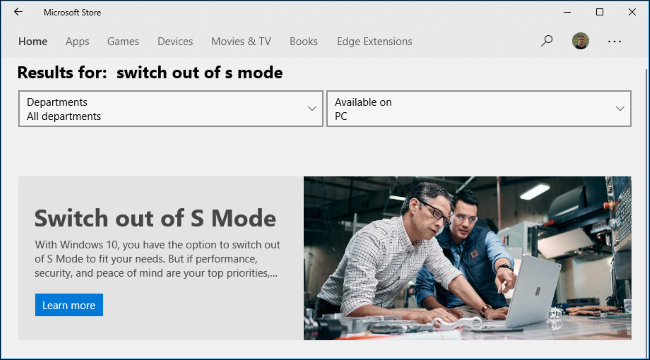 Microsoft Store
Home Apps Games Devices Movies & TV Books Edge Extensions
Results for: switch out of s mode
Departments
All departments
Available on
PC
Switch out of S Mode
With Windows 10, you have the option to switch out
of S Mode to fit your needs. But if performance,
security, and peace of mind are your top priorities,...
Learn more